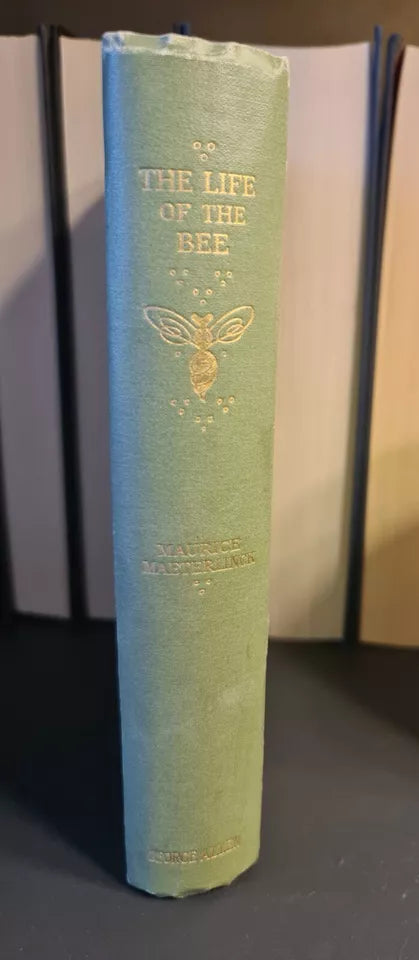 THE LIFE
OF THE
BEE
MAURICE
MAETERLINCK
GEORGE ALLEN